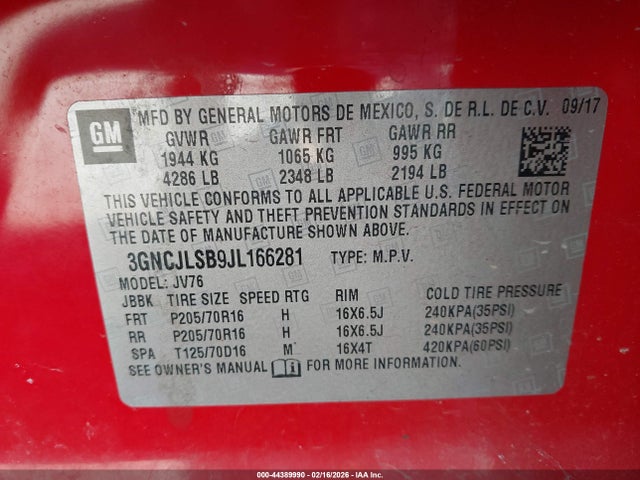 GM
MFD BY GENERAL MOTORS DE MEXICO, S. DE R.L. DE C.V. 09/17
GVWR GAWR FRT GAWR RR
1944 KG 1065 KG 995 KG
4286 LB 2348 LB 2194 LB
THIS VEHICLE CONFORMS TO ALL APPLICABLE U.S. FEDERAL MOTOR
VEHICLE SAFETY AND THEFT PREVENTION STANDARDS IN EFFECT ON
THE DATE OF MANUFACTURE SHOWN ABOVE.
3GNCJLSB9JL166281 TYPE: M.P.V.
MODEL: JV76
JBBK TIRE SIZE SPEED RTG RIM COLD TIRE PRESSURE
FRT P205/70R16 H 16X6.5J 240KPA(35PSI)
RR P205/70R16 H 16X6.5J 240KPA(35PSI)
SPA T125/70D16 M 16X4T 420KPA(60PSI)
SEE OWNER'S MANUAL FOR MORE INFORMATION.
000-44389990 - 02/16/2026 - IAA Inc.